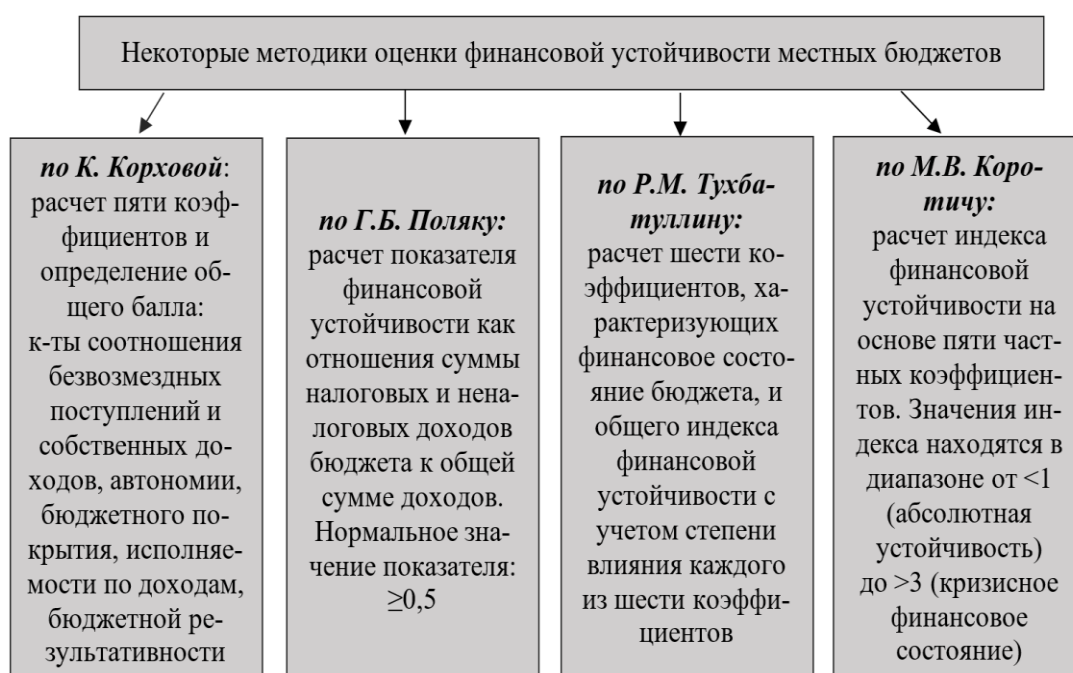 Некоторые методики оценки финансовой устойчивости местных бюджетов
по К. Корховой:
расчет пяти коэф-
фициентов и
определение об-
щего балла:
к-ты соотношения
безвозмездных
поступлений и
собственных до-
ходов, автономии,
бюджетного по-
крытия, исполняе-
мости по доходам,
бюджетной ре-
зультативности
по Г.Б. Поляку:
расчет показателя
финансовой
устойчивости как
отношения суммы
налоговых и нена-
логовых доходов
бюджета к общей
сумме доходов.
Нормальное зна-
чение показателя:
≥0,5
по Р.М. Тухба-
туллину:
расчет шести ко-
эффициентов, ха-
рактеризующих
финансовое состо-
яние бюджета, и
общего индекса
финансовой
устойчивости с
учетом степени
влияния каждого
из шести коэффи-
циентов
по М.В. Коро-
тичу:
расчет индекса
финансовой
устойчивости на
основе пяти част-
ных коэффициен-
тов. Значения ин-
декса находятся в
диапазоне от <1
(абсолютная
устойчивость)
до >3 (кризисное
финансовое
состояние)